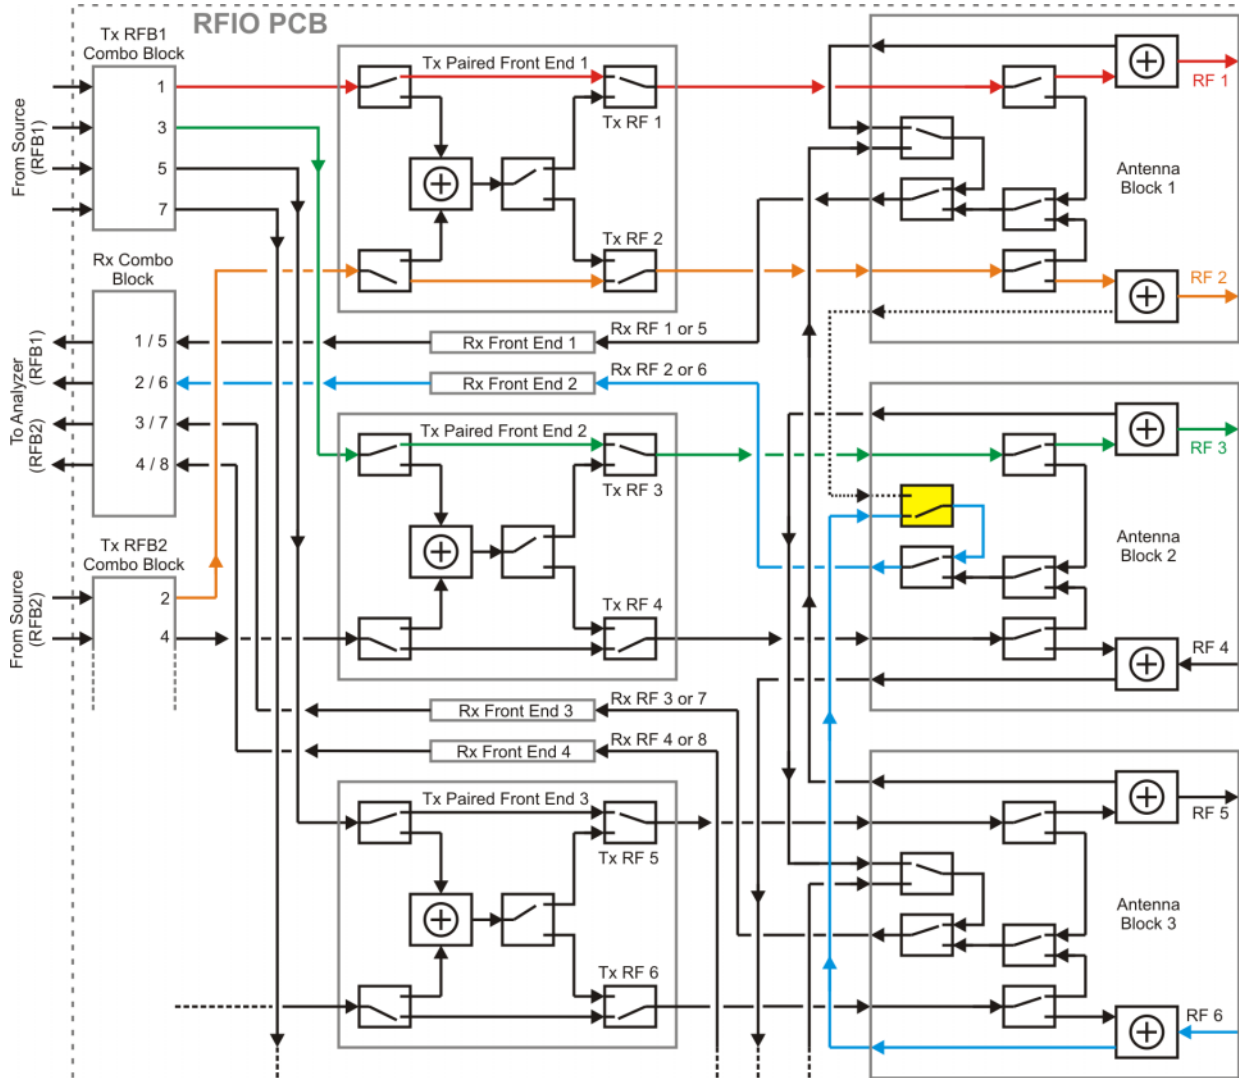 RFIO PCB
Tx RFB1
Combo Block
From Source
(RFB1)
1
3
5
7
Tx Paired Front End 1
Tx RF 1
Tx RF 2
RF 1
Antenna
Block 1
RF 2
Rx Combo
Block
To Analyzer
(RFB1)
(RFB2)
1 / 5
2 / 6
3 / 7
4 / 8
Rx Front End 1
Rx RF 1 or 5
Rx Front End 2
Rx RF 2 or 6
Tx Paired Front End 2
Tx RF 3
Tx RF 4
RF 3
Antenna
Block 2
RF 4
Tx RFB2
Combo Block
From Source
(RFB2)
2
4
Rx Front End 3
Rx RF 3 or 7
Rx Front End 4
Rx RF 4 or 8
Tx Paired Front End 3
Tx RF 5
Tx RF 6
RF 5
Antenna
Block 3
RF 6